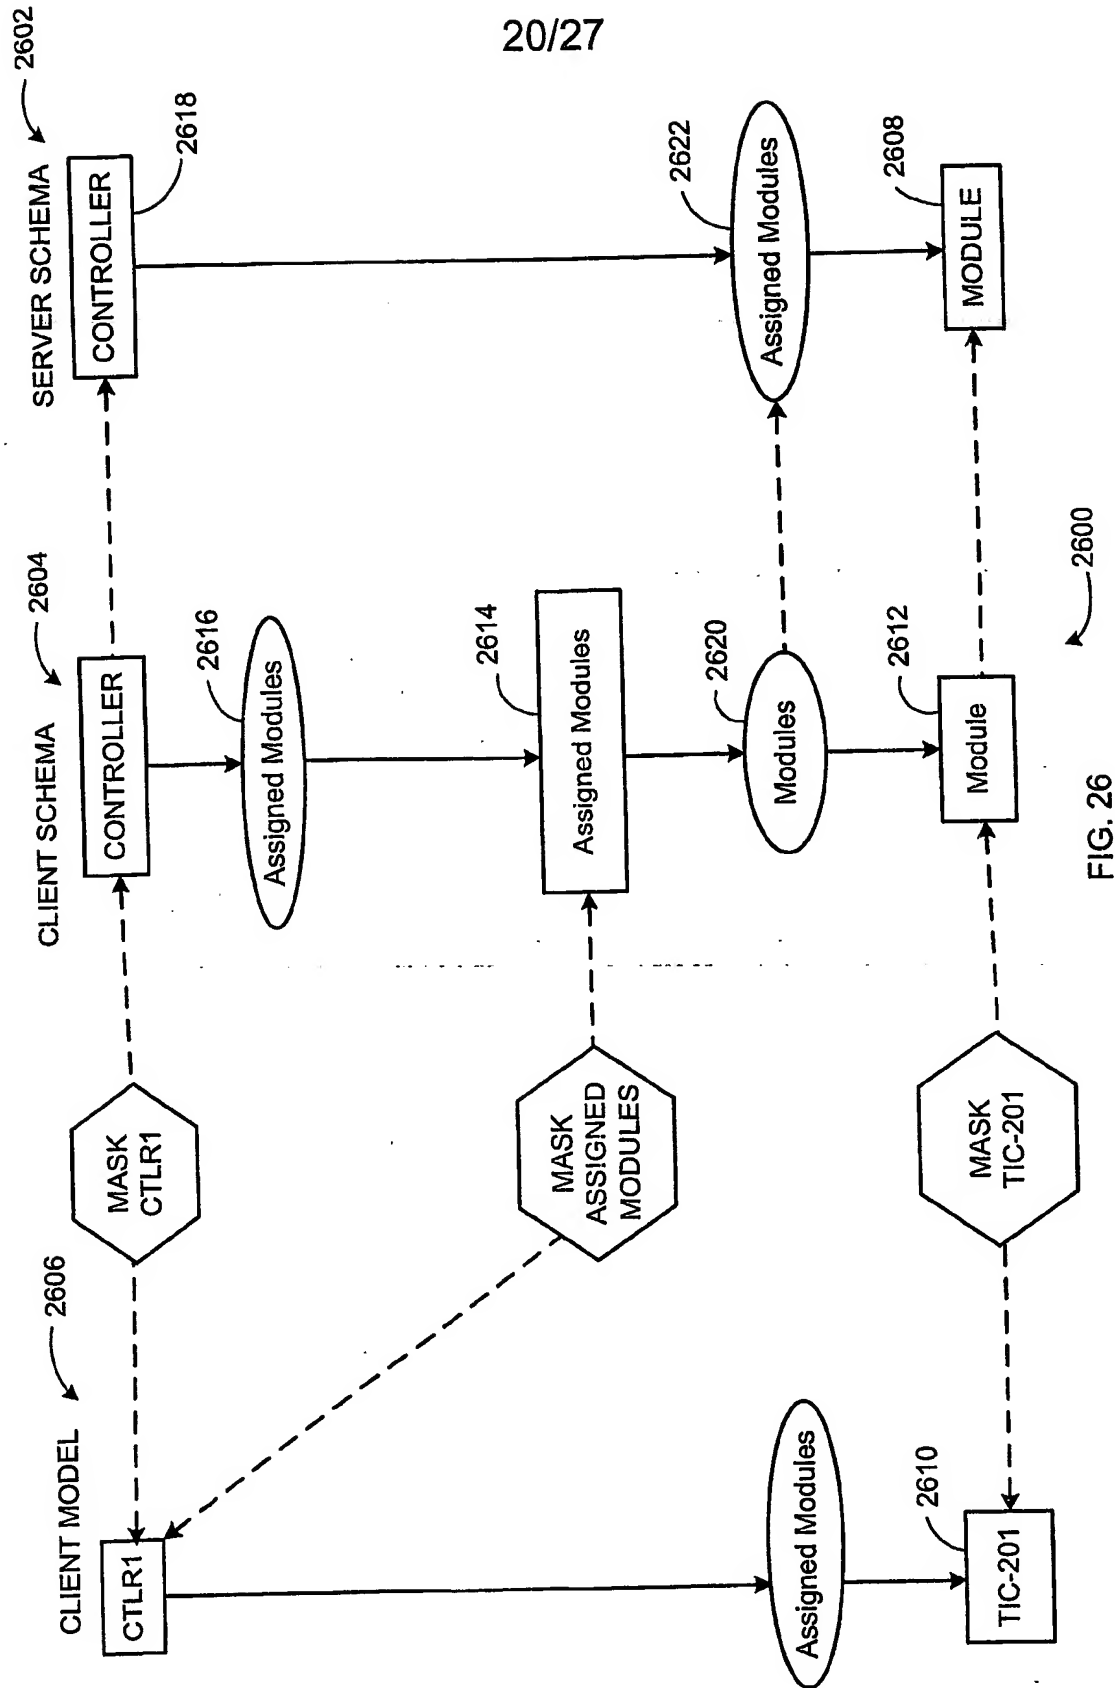 20/27
CLIENT MODEL
2606
CTLR1
Assigned Modules
2610
TIC-201
MASK
CTLR1
MASK
ASSIGNED
MODULES
MASK
TIC-201
CLIENT SCHEMA
2604
CONTROLLER
2616
Assigned Modules
2614
Assigned Modules
2620
Modules
2612
Module
SERVER SCHEMA
2602
CONTROLLER
2618
2622
Assigned Modules
2608
MODULE
2600
FIG. 26